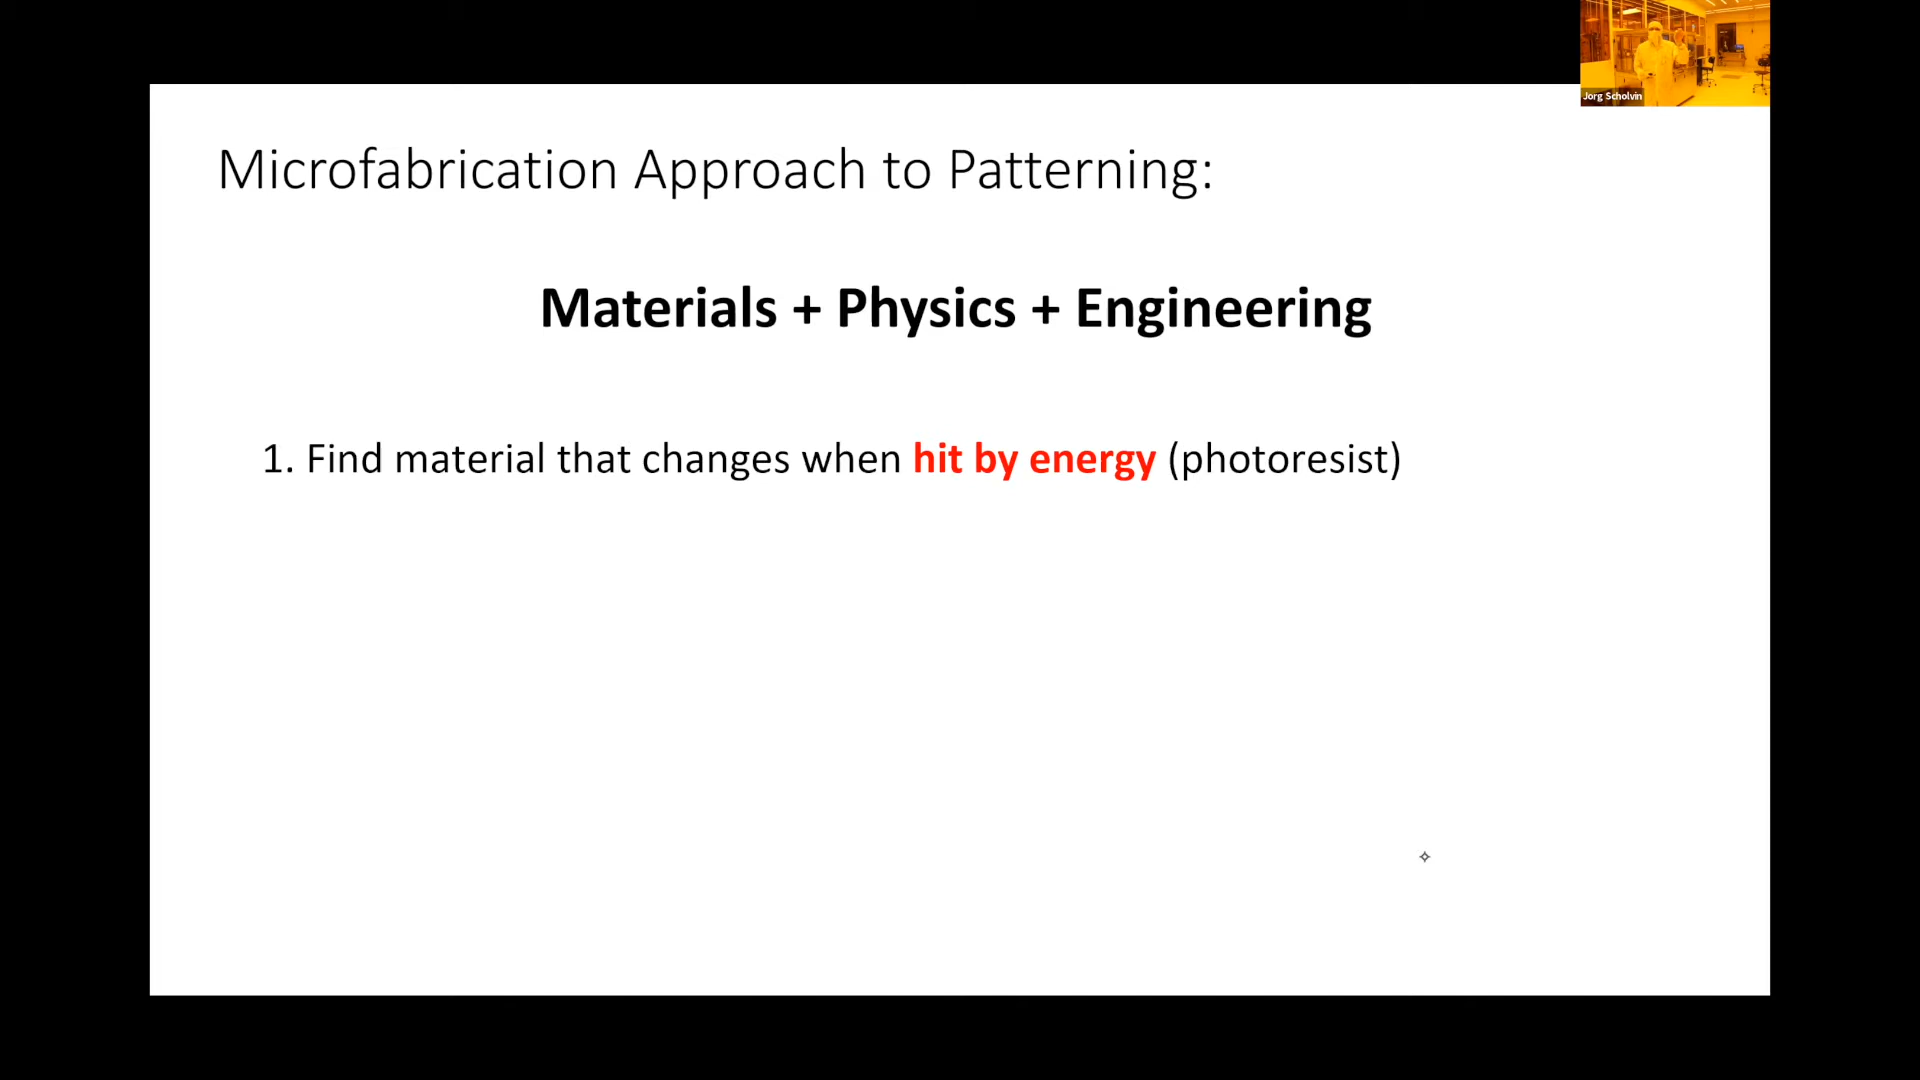 Jorg Scholvin
Microfabrication Approach to Patterning:
Materials + Physics + Engineering
1. Find material that changes when hit by energy (photoresist)